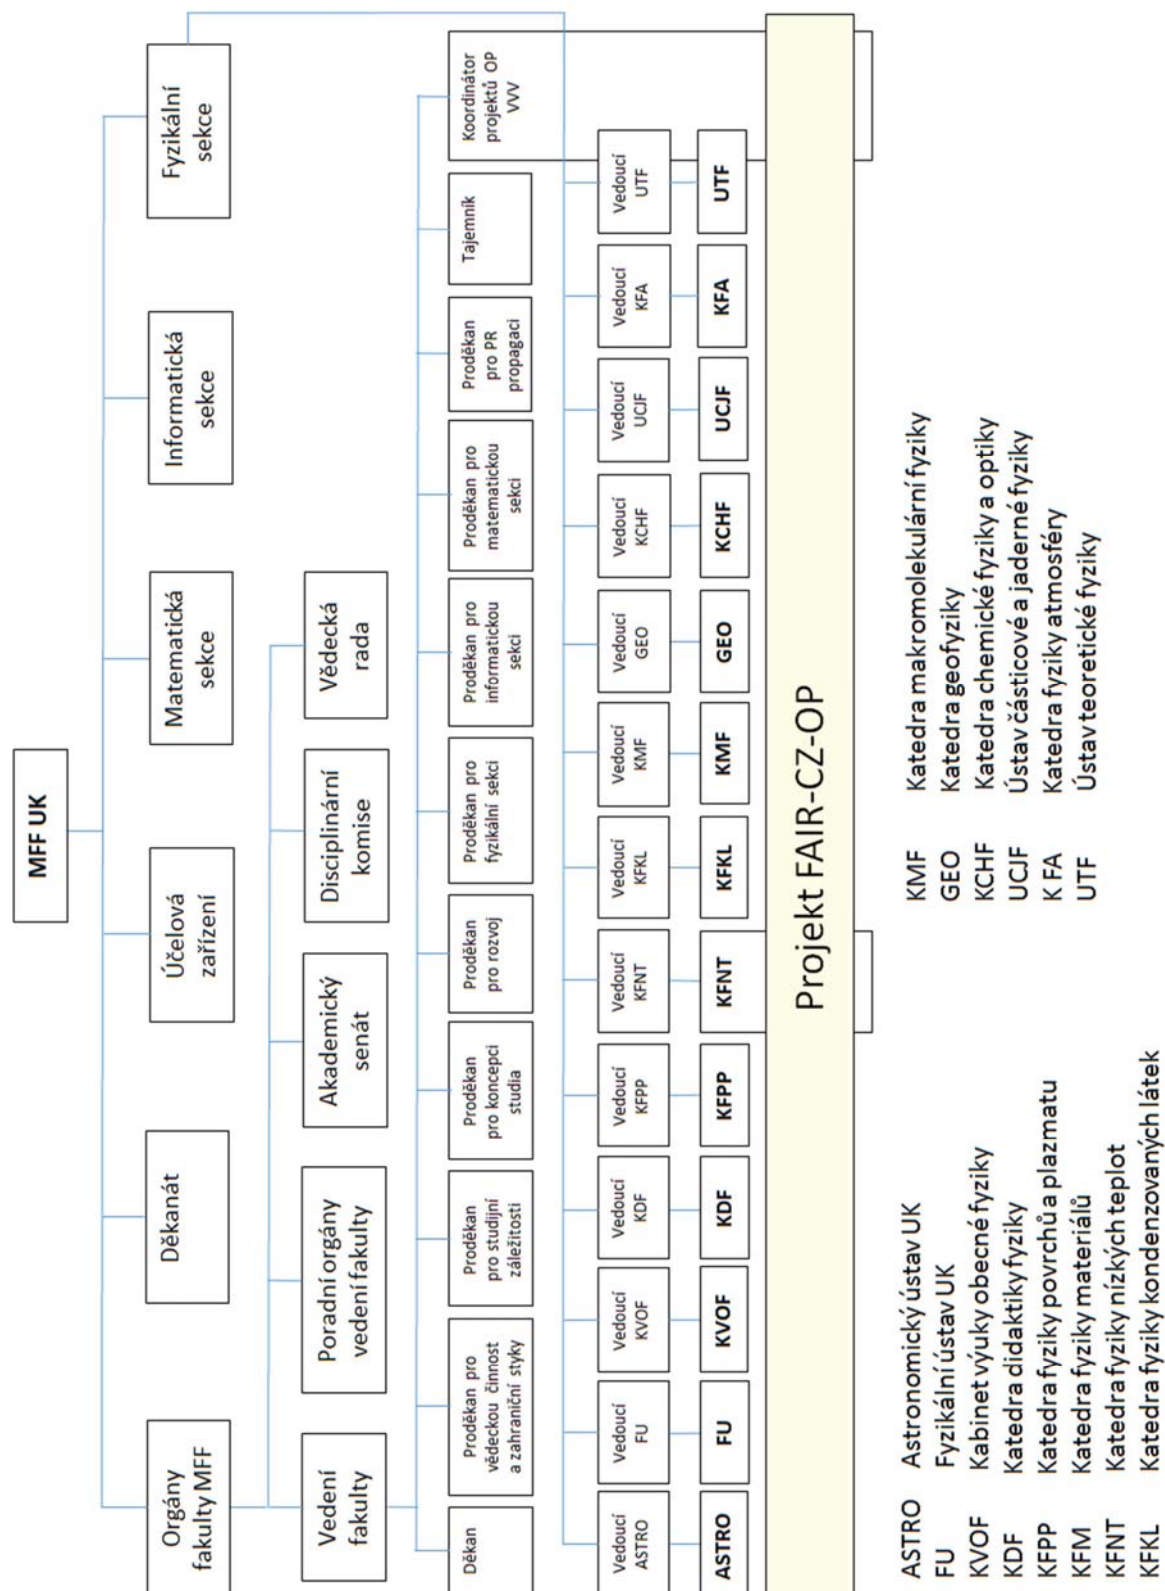 MFF UK
Orgány
fakulty MFF
Děkanát
Účelová
zařízení
Matematická
sekce
Informatická
sekce
Fyzikální
sekce
Vedení
fakulty
Poradní orgány
vedení fakulty
Akademický
senát
Disciplinární
komise
Vědecká
rada
Děkan
Proděkan pro
vědeckou činnost
a zahraniční styky
Proděkan
pro studijní
záležitosti
Proděkan
pro koncepci
studia
Proděkan
pro rozvoj
Proděkan pro
fyzikální sekci
Proděkan pro
informatickou
sekci
Proděkan pro
matematickou
sekci
Proděkan
pro PR
propagaci
Tajemník
Koordinátor
projektů OP
VVV
Vedoucí
ASTRO
Vedoucí
FU
Vedoucí
KVOF
Vedoucí
KDF
Vedoucí
KFPP
Vedoucí
KFNT
Vedoucí
KFKL
Vedoucí
KMF
Vedoucí
GEO
Vedoucí
KCHF
Vedoucí
UCJF
Vedoucí
KFA
Vedoucí
UTF
ASTRO
FU
KVOF
KDF
KFPP
KFNT
KFKL
KMF
GEO
KCHF
UCJF
KFA
UTF
Projekt FAIR-CZ-OP
ASTRO Astronomický ústav UK
FU Fyzikální ústav UK
KVOF Kabinet výuky obecné fyziky
KDF Katedra didaktiky fyziky
KFPP Katedra fyziky povrchů a plazmatu
KFM Katedra fyziky materiálů
KFNT Katedra fyziky nízkých teplot
KFKL Katedra fyziky kondenzovaných látek
KMF Katedra makromolekulární fyziky
GEO Katedra geofyziky
KCHF Katedra chemické fyziky a optiky
UCJF Ústav částicové a jaderné fyziky
K FA Katedra fyziky atmosféry
UTF Ústav teoretické fyziky